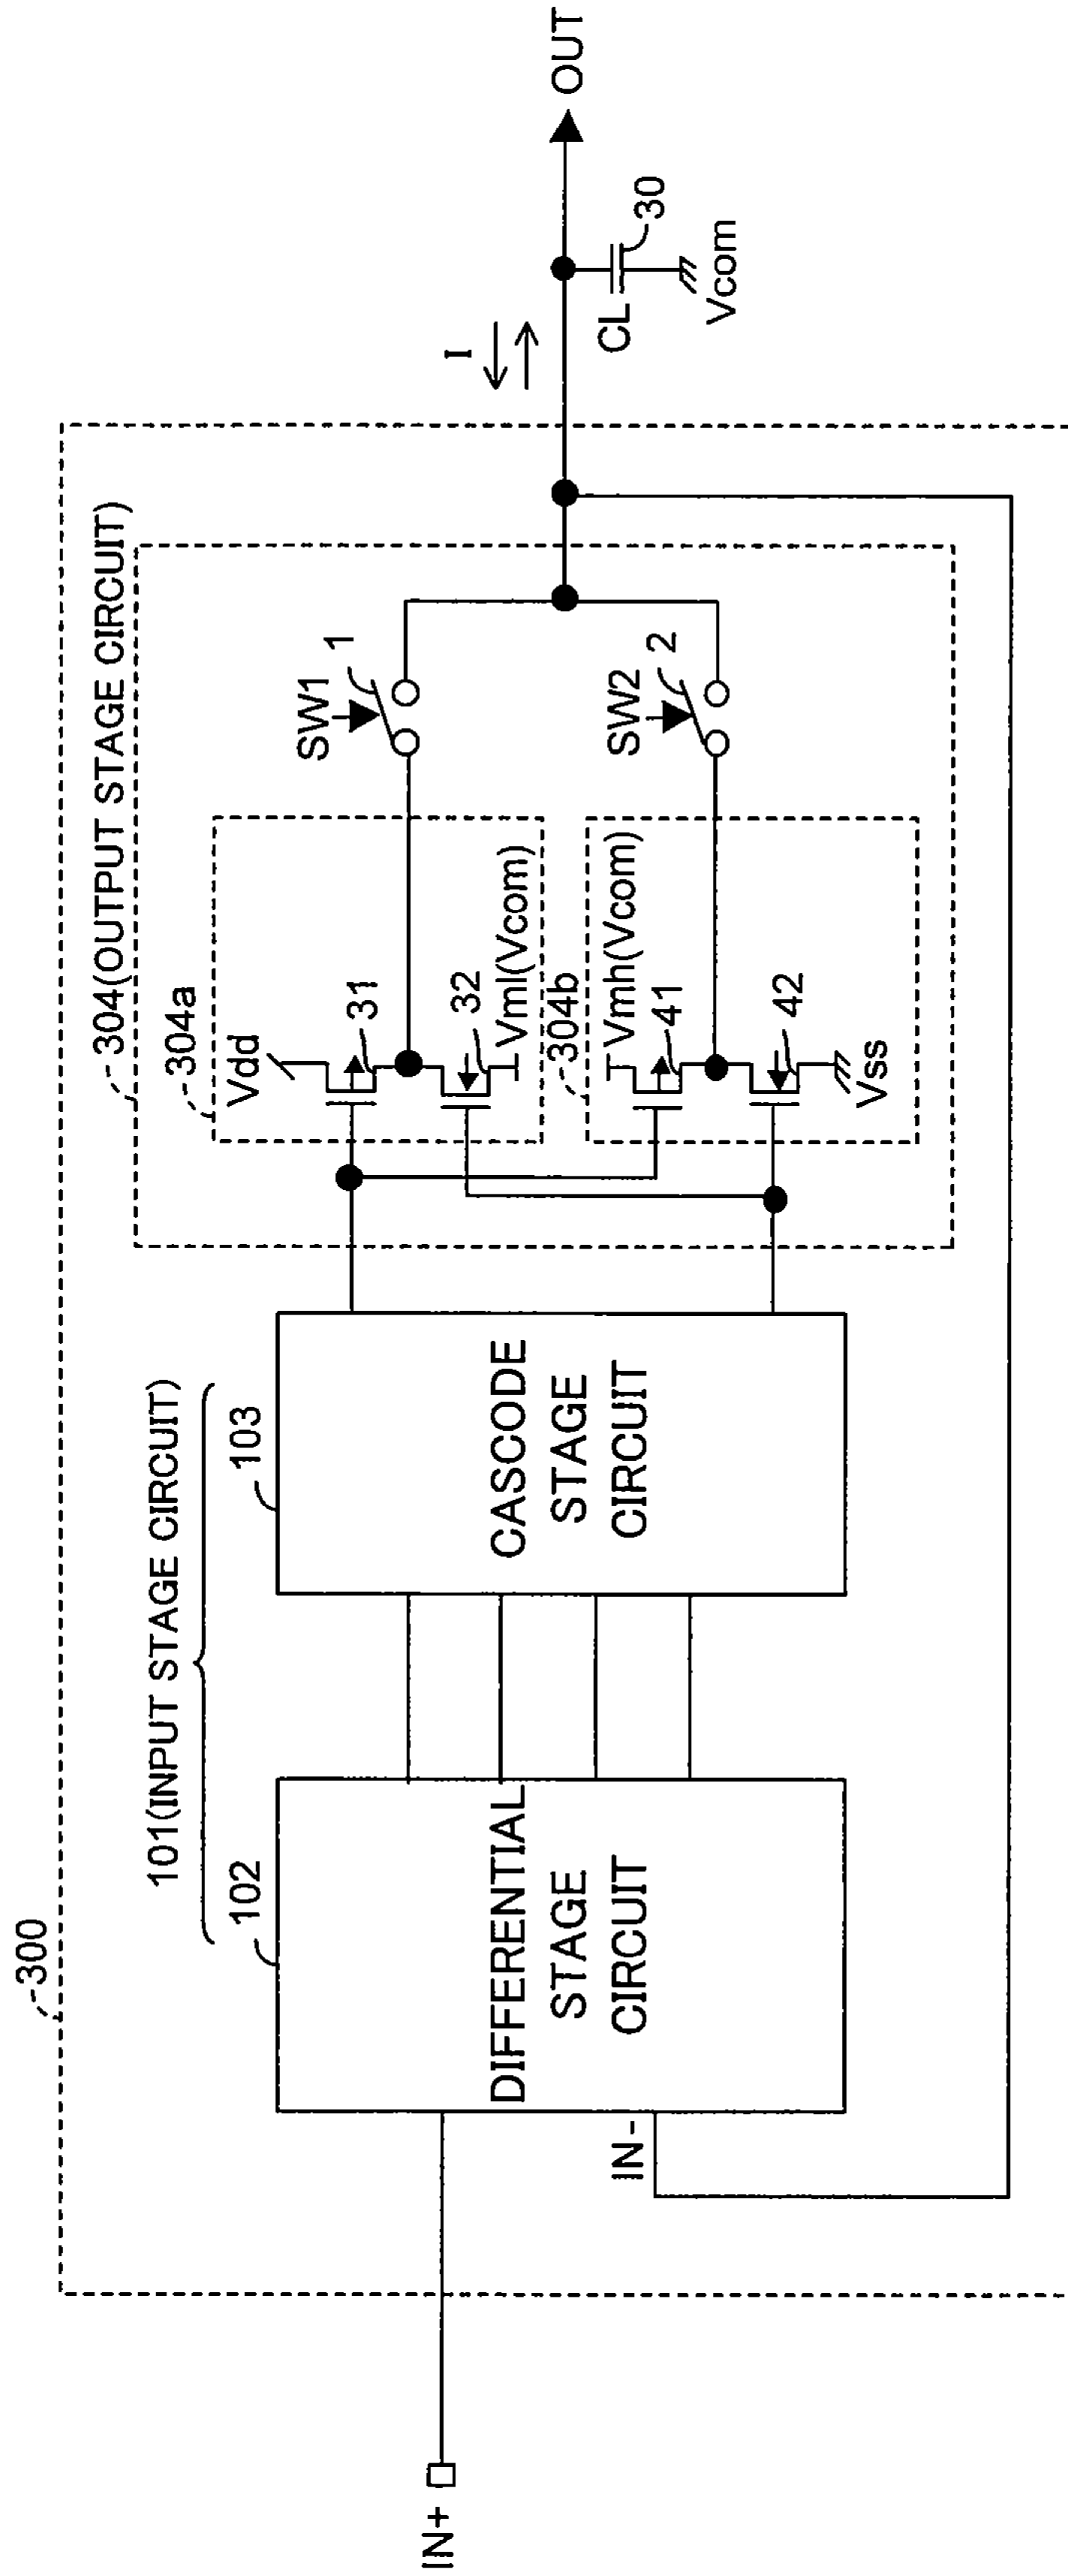 300
304(OUTPUT STAGE CIRCUIT)
304a
Vdd
31
32
Vml(Vcom)
304b
Vmh(Vcom)
41
42
Vss
SW1
1
SW2
2
I
OUT
CL
30
Vcom
101(INPUT STAGE CIRCUIT)
102
103
DIFFERENTIAL
STAGE
CIRCUIT
CASCODE
STAGE
CIRCUIT
IN+
IN-